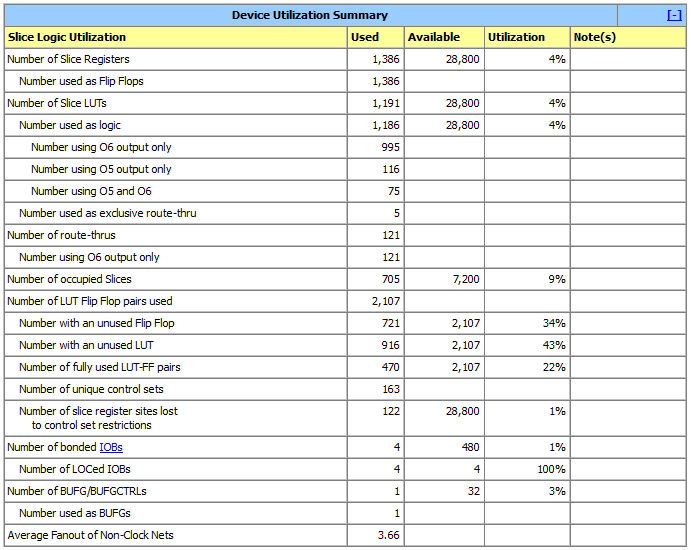 Device Utilization Summary [-]
Slice Logic Utilization Used Available Utilization Note(s)
Number of Slice Registers 1,386 28,800 4%
Number used as Flip Flops 1,386
Number of Slice LUTs 1,191 28,800 4%
Number used as logic 1,186 28,800 4%
Number using O6 output only 995
Number using O5 output only 116
Number using O5 and O6 75
Number used as exclusive route-thru 5
Number of route-thrus 121
Number using O6 output only 121
Number of occupied Slices 705 7,200 9%
Number of LUT Flip Flop pairs used 2,107
Number with an unused Flip Flop 721 2,107 34%
Number with an unused LUT 916 2,107 43%
Number of fully used LUT-FF pairs 470 2,107 22%
Number of unique control sets 163
Number of slice register sites lost 122 28,800 1%
to control set restrictions
Number of bonded IOBs 4 480 1%
Number of LOCed IOBs 4 4 100%
Number of BUFG/BUFGCTRLs 1 32 3%
Number used as BUFGs 1
Average Fanout of Non-Clock Nets 3.66